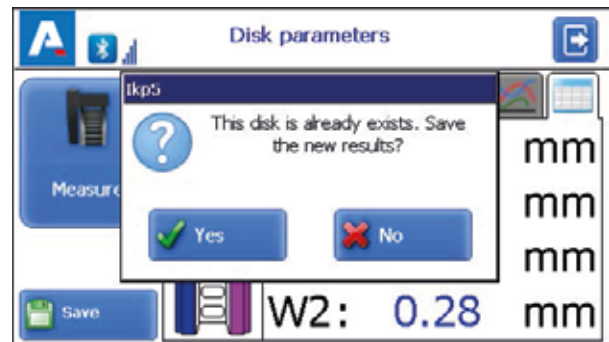 Disk parameters
Ikp5
This disk is already exists. Save
the new results?
Measure
Yes
No
mm
mm
mm
W2: 0.28 mm
Save